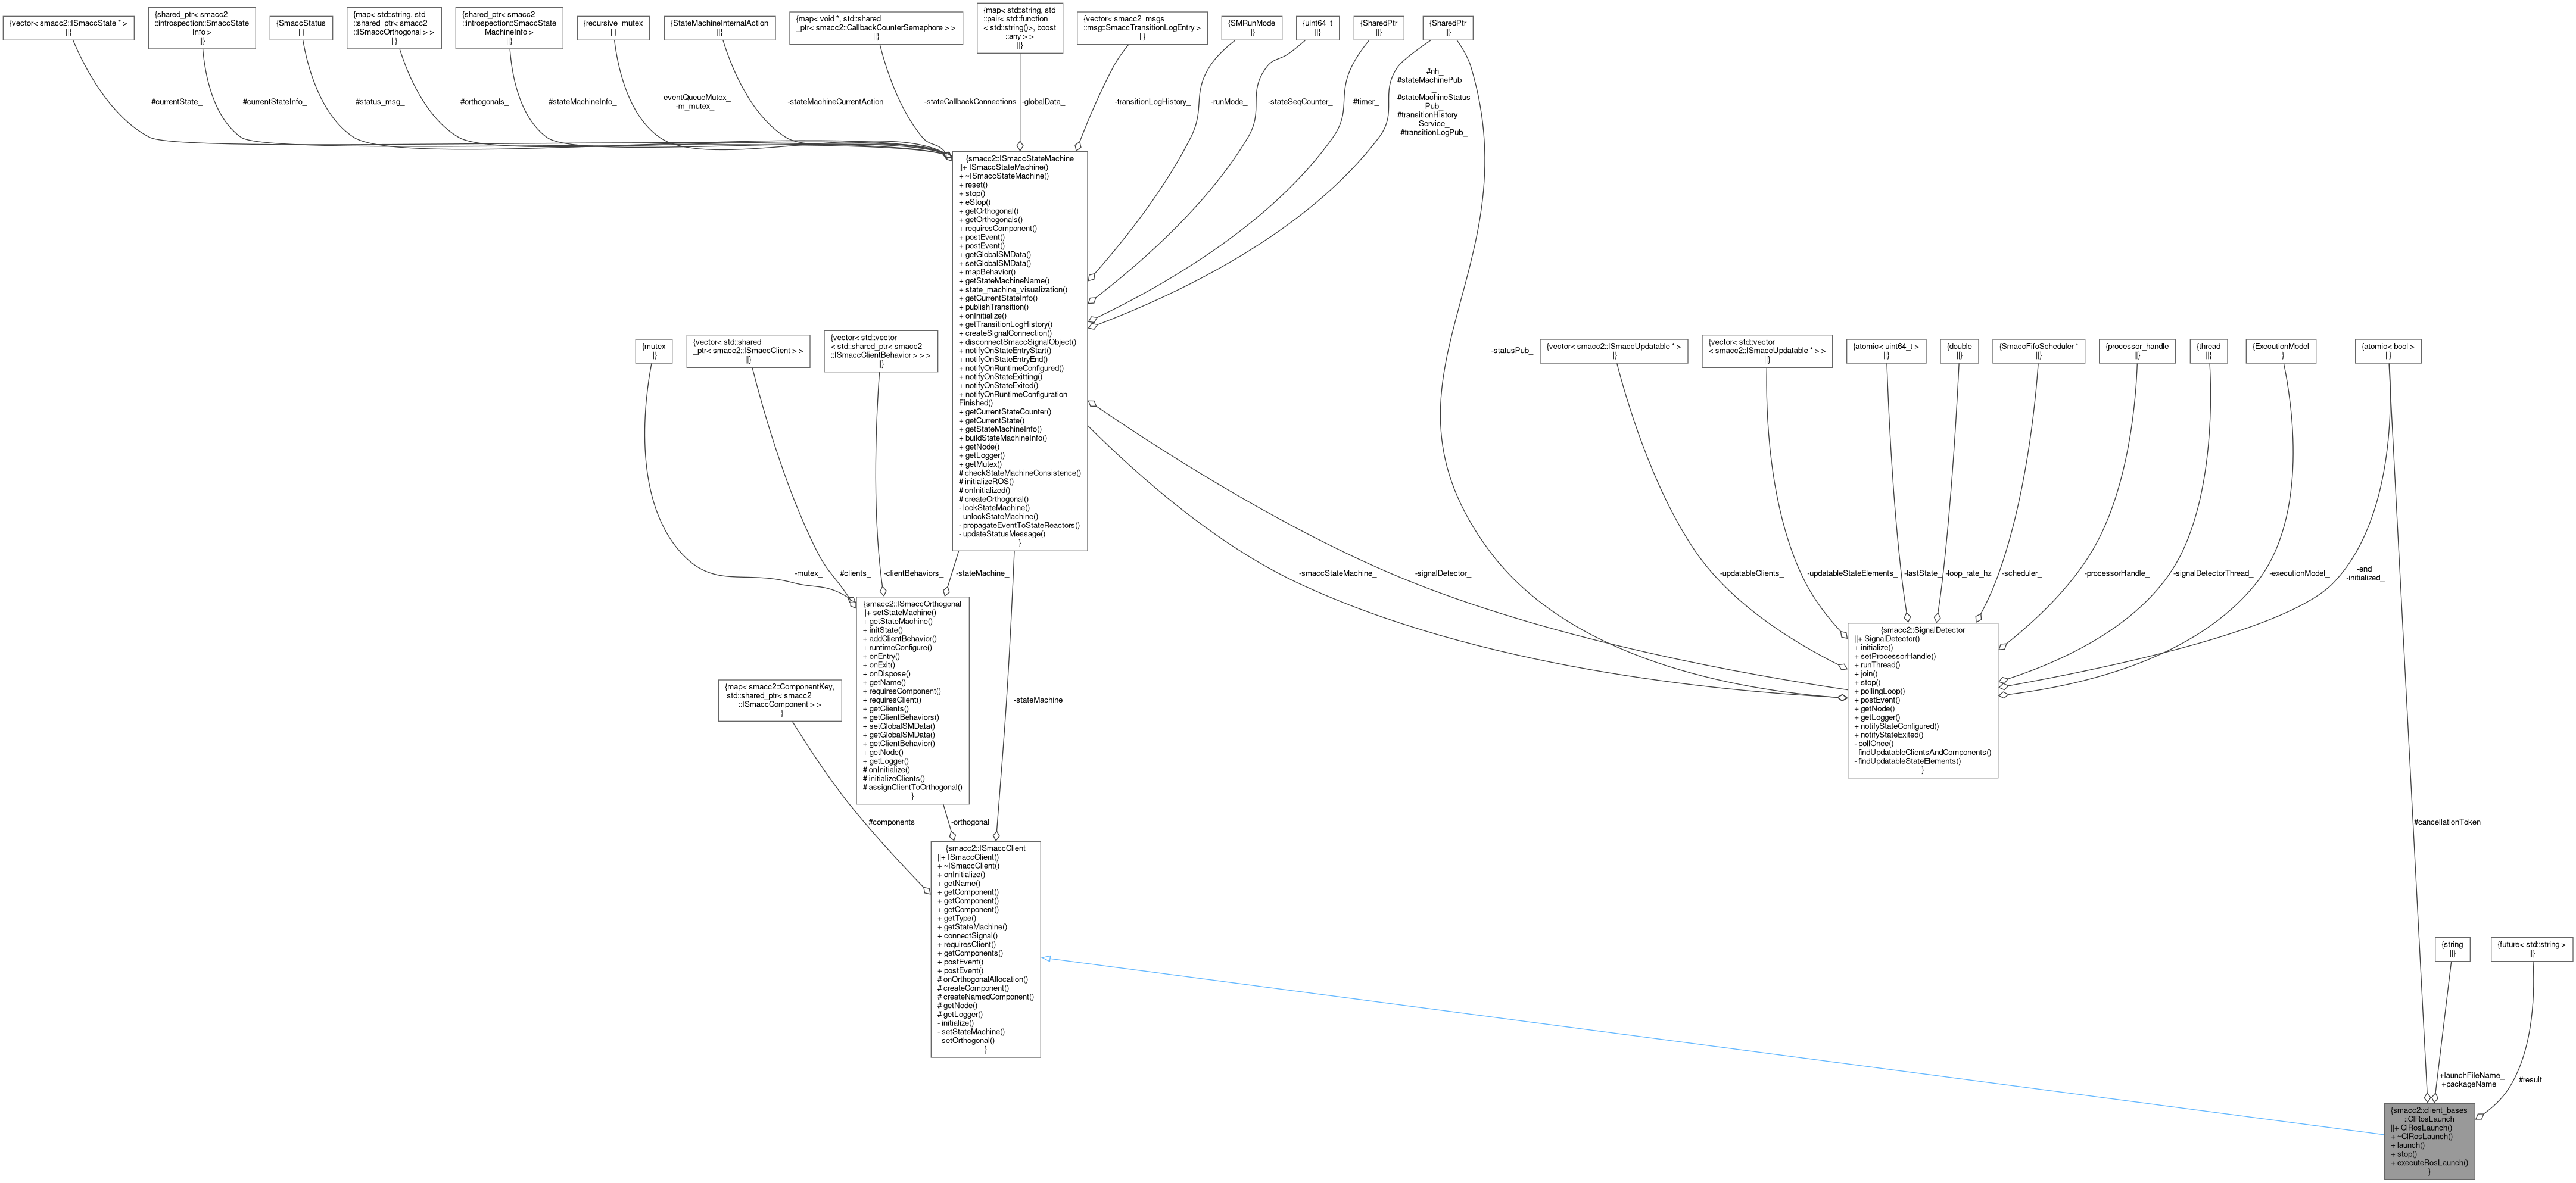 {vector< smacc2::ISmaccState * >
||}
{shared_ptr< smacc2
::introspection::SmaccState
Info >
||}
{SmaccStatus
||}
{map< std::string, std
::shared_ptr< smacc2
::ISmaccOrthogonal > >
||}
{shared_ptr< smacc2
::introspection::SmaccState
MachineInfo >
||}
{recursive_mutex
||}
{StateMachineInternalAction
||}
{map< void *, std::shared
_ptr< smacc2::CallbackCounterSemaphore > >
||}
{map< std::string, std
::pair< std::function
< std::string()>, boost
::any > >
||}
{vector< smacc2_msgs
::msg::SmaccTransitionLogEntry >
||}
{SMRunMode
||}
{uint64_t
||}
{SharedPtr
||}
{SharedPtr
||}
#currentState_
#currentStateInfo_
#status_msg_
#orthogonals_
#stateMachineInfo_
-eventQueueMutex_
-m_mutex_
-stateMachineCurrentAction
-stateCallbackConnections
-globalData_
-transitionLogHistory_
-runMode_
-stateSeqCounter_
#timer_
#nh_
#stateMachinePub
_
#stateMachineStatus
Pub_
#transitionHistory
Service_
#transitionLogPub_
{smacc2::ISmaccStateMachine
||+ ISmaccStateMachine()
+ ~ISmaccStateMachine()
+ reset()
+ stop()
+ eStop()
+ getOrthogonal()
+ getOrthogonals()
+ requiresComponent()
+ postEvent()
+ postEvent()
+ getGlobalSMData()
+ setGlobalSMData()
+ mapBehavior()
+ getStateMachineName()
+ state_machine_visualization()
+ getCurrentStateInfo()
+ publishTransition()
+ onInitialize()
+ getTransitionLogHistory()
+ createSignalConnection()
+ disconnectSmaccSignalObject()
+ notifyOnStateEntryStart()
+ notifyOnStateEntryEnd()
+ notifyOnRuntimeConfigured()
+ notifyOnStateExitting()
+ notifyOnStateExited()
+ notifyOnRuntimeConfiguration
Finished()
+ getCurrentStateCounter()
+ getCurrentState()
+ getStateMachineInfo()
+ buildStateMachineInfo()
+ getNode()
+ getLogger()
+ getMutex()
# checkStateMachineConsistence()
# initializeROS()
# onInitialized()
# createOrthogonal()
- lockStateMachine()
- unlockStateMachine()
- propagateEventToStateReactors()
- updateStatusMessage()
}
{mutex
||}
{vector< std::shared
_ptr< smacc2::ISmaccClient > >
||}
{vector< std::vector
< std::shared_ptr< smacc2
::ISmaccClientBehavior > > >
||}
-statusPub_
{vector< smacc2::ISmaccUpdatable * >
||}
{vector< std::vector
< smacc2::ISmaccUpdatable * > >
||}
{atomic< uint64_t >
||}
{double
||}
{SmaccFifoScheduler *
||}
{processor_handle
||}
{thread
||}
{ExecutionModel
||}
{atomic< bool >
||}
-mutex_
#clients_
-clientBehaviors_
-stateMachine_
-smaccStateMachine_
-signalDetector_
-updatableClients_
-updatableStateElements_
-lastState_
-loop_rate_hz
-scheduler_
-processorHandle_
-signalDetectorThread_
-executionModel_
-end_
-initialized_
{smacc2::ISmaccOrthogonal
||+ setStateMachine()
+ getStateMachine()
+ initState()
+ addClientBehavior()
+ runtimeConfigure()
+ onEntry()
+ onExit()
+ onDispose()
+ getName()
+ requiresComponent()
+ requiresClient()
+ getClients()
+ getClientBehaviors()
+ setGlobalSMData()
+ getGlobalSMData()
+ getClientBehavior()
+ getNode()
+ getLogger()
# onInitialize()
# initializeClients()
# assignClientToOrthogonal()
}
{smacc2::SignalDetector
||+ SignalDetector()
+ initialize()
+ setProcessorHandle()
+ runThread()
+ join()
+ stop()
+ pollingLoop()
+ postEvent()
+ getNode()
+ getLogger()
+ notifyStateConfigured()
+ notifyStateExited()
- pollOnce()
- findUpdatableClientsAndComponents()
- findUpdatableStateElements()
}
{map< smacc2::ComponentKey,
std::shared_ptr< smacc2
::ISmaccComponent > >
||}
-stateMachine_
#components_
-orthogonal_
#cancellationToken_
{smacc2::ISmaccClient
||+ ISmaccClient()
+ ~ISmaccClient()
+ onInitialize()
+ getName()
+ getComponent()
+ getComponent()
+ getComponent()
+ getType()
+ getStateMachine()
+ connectSignal()
+ requiresClient()
+ getComponents()
+ postEvent()
+ postEvent()
# onOrthogonalAllocation()
# createComponent()
# createNamedComponent()
# getNode()
# getLogger()
- initialize()
- setStateMachine()
- setOrthogonal()
}
{string
||}
{future< std::string >
||}
+launchFileName_
+packageName_
#result_
{smacc2::client_bases
::ClRosLaunch
||+ ClRosLaunch()
+ ~ClRosLaunch()
+ launch()
+ stop()
+ executeRosLaunch()
}